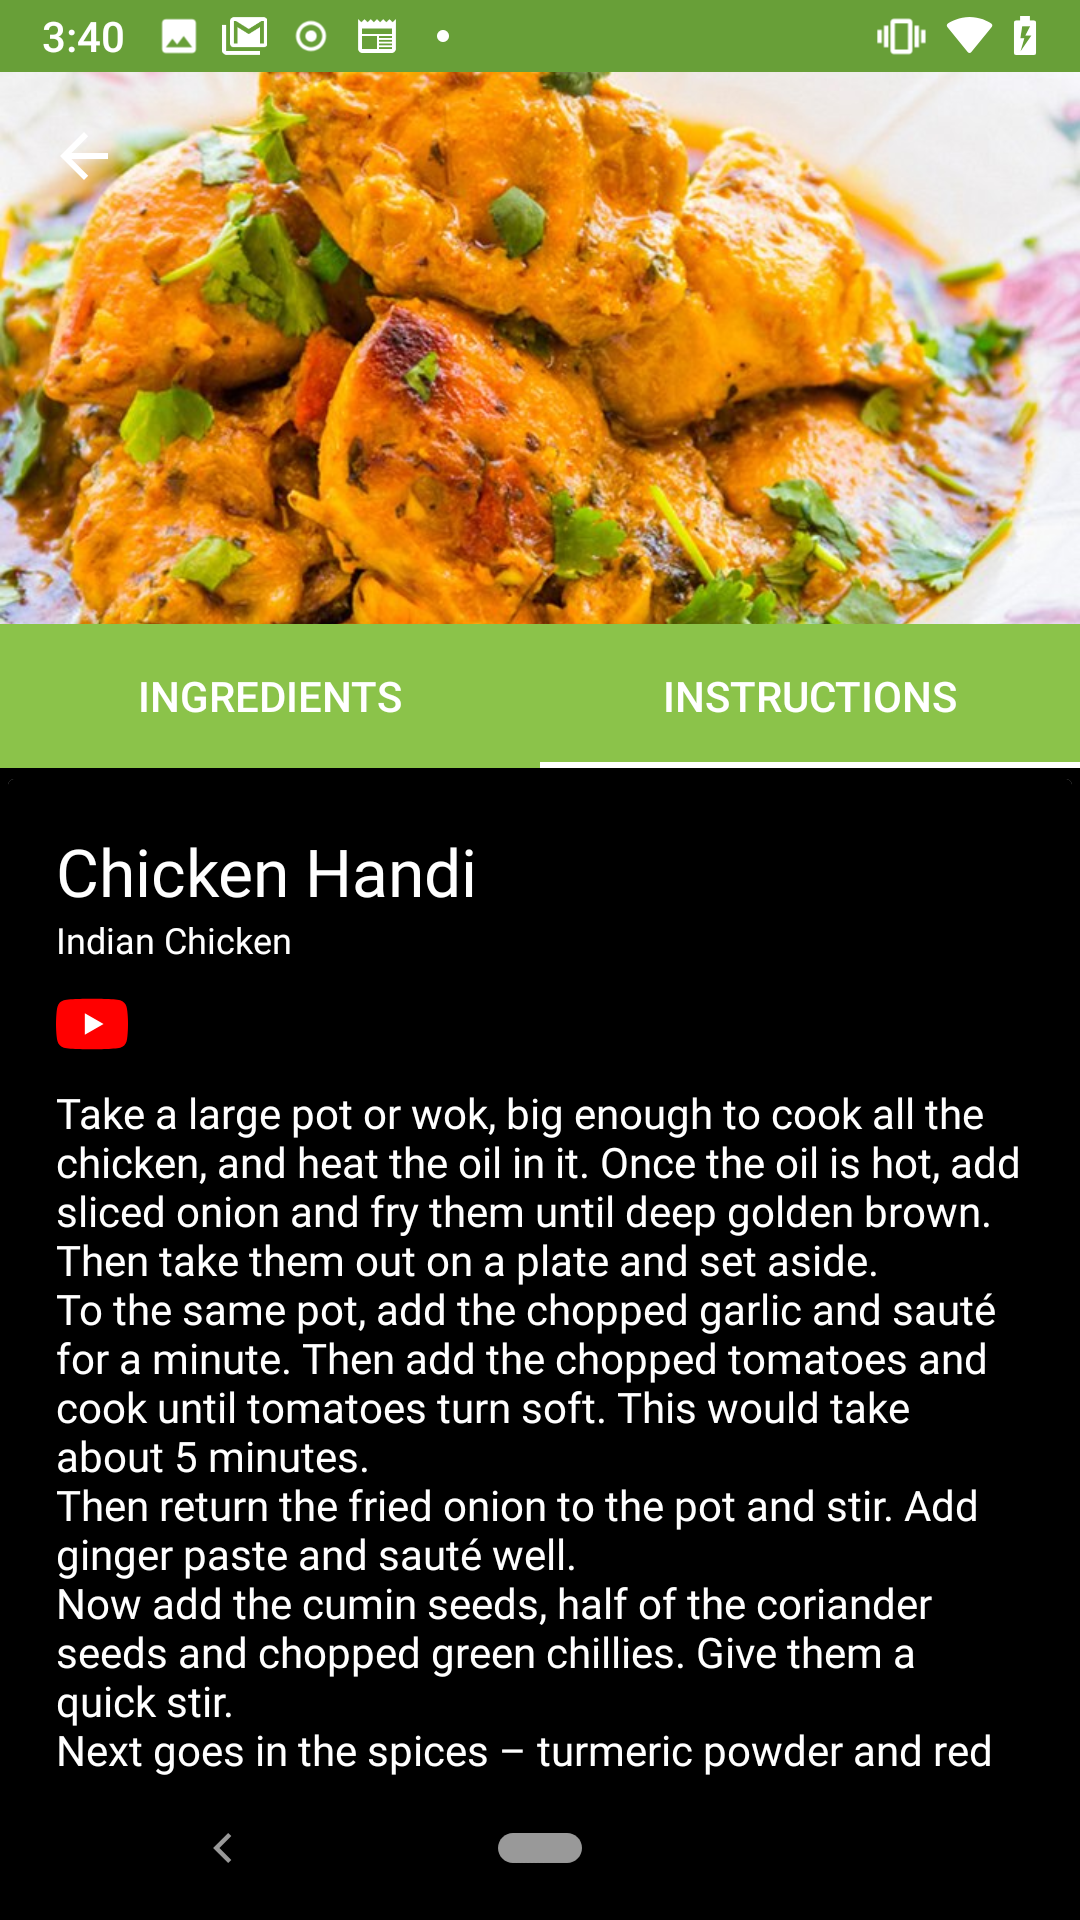 3:40
INGREDIENTS
INSTRUCTIONS
Chicken Handi
Indian Chicken
Take a large pot or wok, big enough to cook all the
chicken, and heat the oil in it. Once the oil is hot, add
sliced onion and fry them until deep golden brown.
Then take them out on a plate and set aside.
To the same pot, add the chopped garlic and sauté
for a minute. Then add the chopped tomatoes and
cook until tomatoes turn soft. This would take
about 5 minutes.
Then return the fried onion to the pot and stir. Add
ginger paste and sauté well.
Now add the cumin seeds, half of the coriander
seeds and chopped green chillies. Give them a
quick stir.
Next goes in the spices – turmeric powder and red